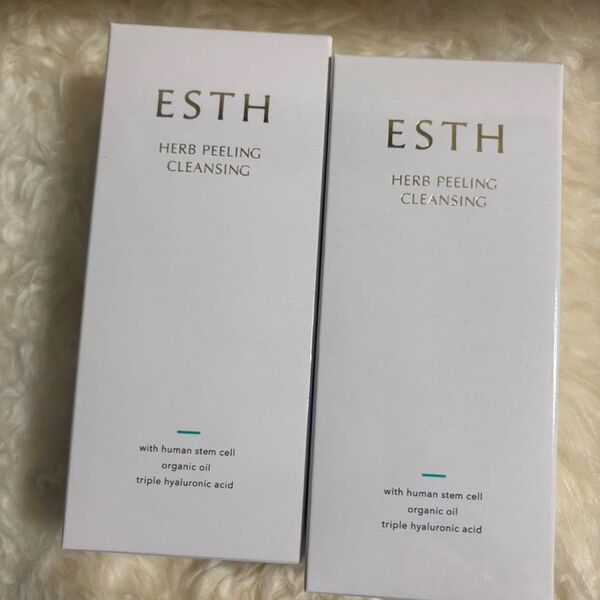 ESTH
HERB PEELING
CLEANSING
with human stem cell
organic oil
triple hyaluronic acid
ESTH
HERB PEELING
CLEANSING
with human stem cell
organic oil
triple hyaluronic acid